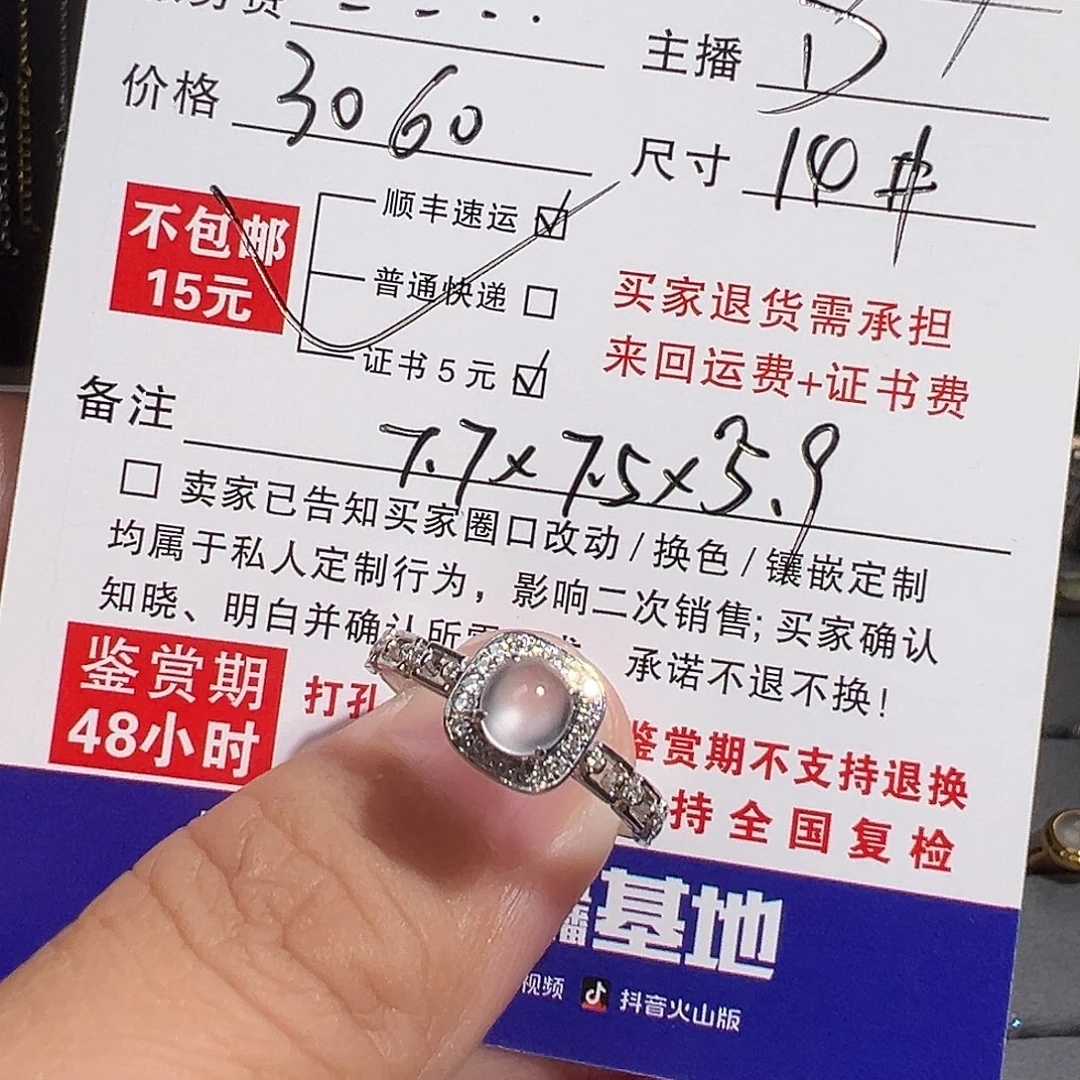 主播
价格 3060
尺寸 14#
不包邮
15元
顺丰速运 ☑
普通快递 □
证书5元 ☑
买家退货需承担
来回运费+证书费
备注 7.7×7.5×3.9
□ 卖家已告知买家圈口改动/换色/镶嵌定制
均属于私人定制行为，影响二次销售;买家确认
知晓、明白并确认所 承诺不退不换!
鉴赏期
48小时
打孔 鉴赏期不支持退换
持全国复检
播基地
视频 抖音火山版